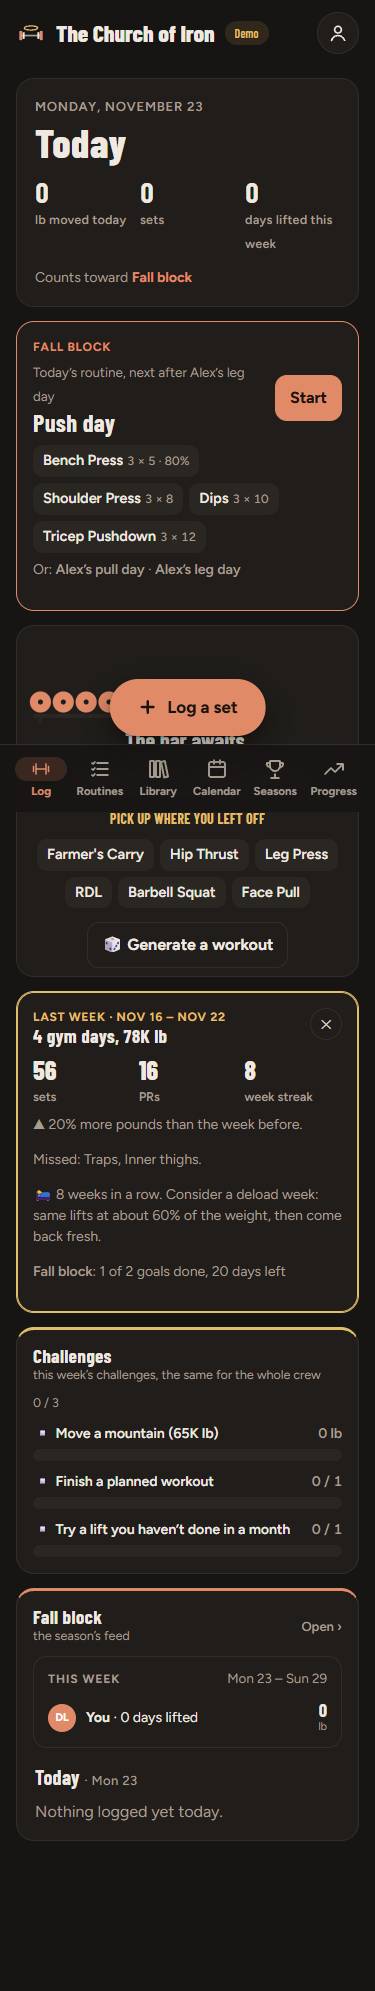 The Church of Iron
Demo
MONDAY, NOVEMBER 23
Today
0
lb moved today
0
sets
0
days lifted this
week
Counts toward Fall block
FALL BLOCK
Today's routine, next after Alex's leg
day
Push day
Start
Bench Press 3 × 5 · 80%
Shoulder Press 3 × 8
Dips 3 × 10
Tricep Pushdown 3 × 12
Or: Alex's pull day · Alex's leg day
Log a set
The bar awaits
Log
Routines
Library
Calendar
Seasons
Progress
PICK UP WHERE YOU LEFT OFF
Farmer's Carry
Hip Thrust
Leg Press
RDL
Barbell Squat
Face Pull
Generate a workout
LAST WEEK · NOV 16 – NOV 22
4 gym days, 78K lb
56
sets
16
PRs
8
week streak
▲ 20% more pounds than the week before.
Missed: Traps, Inner thighs.
8 weeks in a row. Consider a deload week:
same lifts at about 60% of the weight, then come
back fresh.
Fall block: 1 of 2 goals done, 20 days left
Challenges
this week's challenges, the same for the whole crew
0 / 3
Move a mountain (65K lb)
0 lb
Finish a planned workout
0 / 1
Try a lift you haven't done in a month
0 / 1
Fall block
the season's feed
Open ›
THIS WEEK
Mon 23 – Sun 29
DL
You · 0 days lifted
0
lb
Today · Mon 23
Nothing logged yet today.